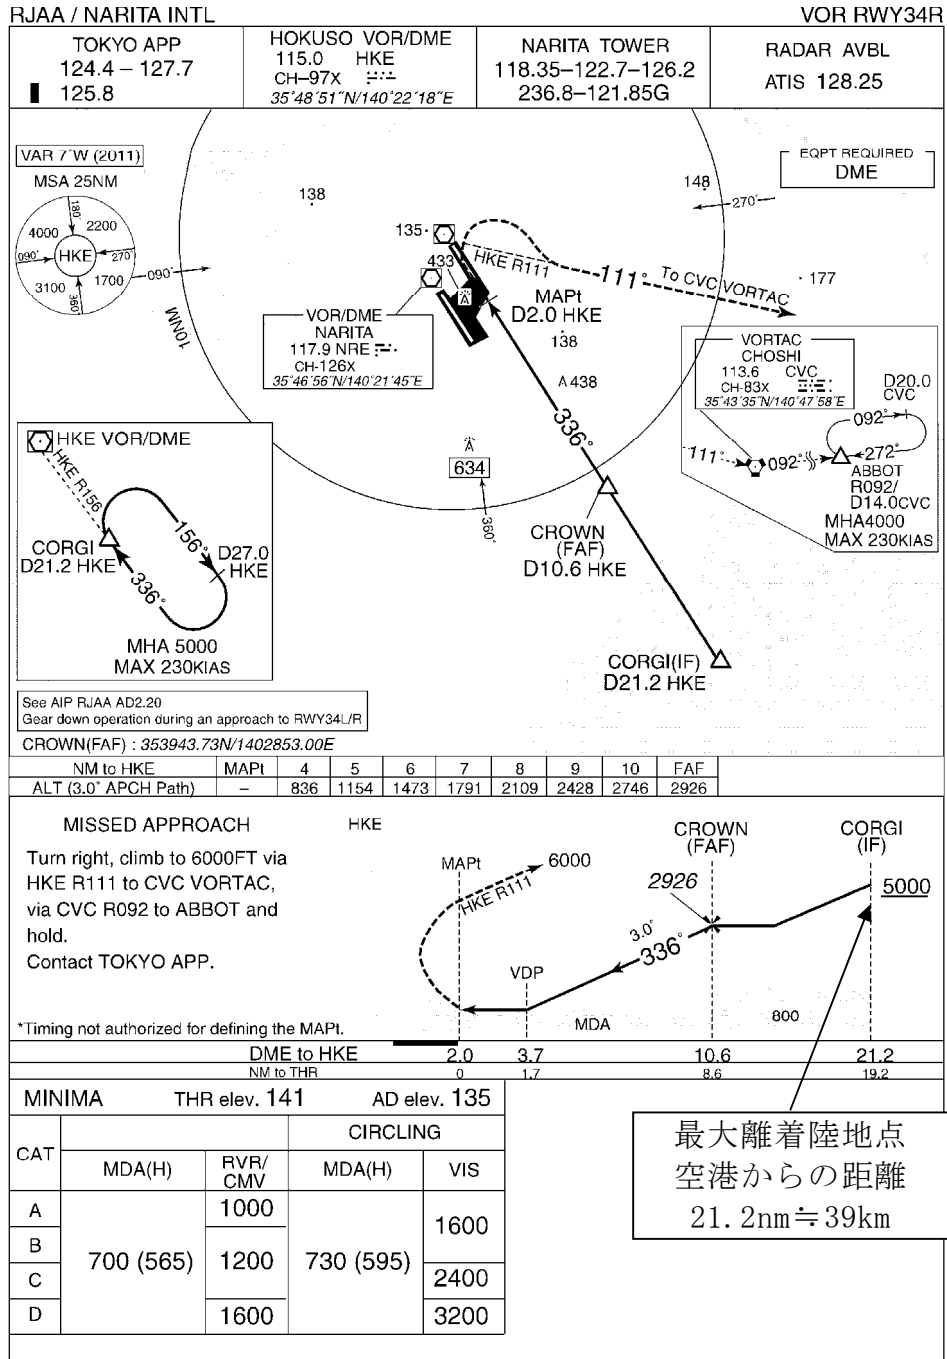 RJAA / NARITA INTL
VOR RWY34R
TOKYO APP
124.4 – 127.7
125.8
HOKUSO VOR/DME
115.0 HKE
CH–97X
35°48´51˝N/140°22´18˝E
NARITA TOWER
118.35–122.7–126.2
236.8–121.85G
RADAR AVBL
ATIS 128.25
VAR 7°W (2011)
MSA 25NM
180°
4000
2200
090°
HKE
270°
3100
1700
360°
090°
10NM
138
148
270°
EQPT REQUIRED
DME
135
433
HKE R111
111°
To CVC VORTAC
177
MAPt
D2.0 HKE
138
A 438
VOR/DME
NARITA
117.9 NRE
CH-126X
35°46´56˝N/140°21´45˝E
VORTAC
CHOSHI
113.6 CVC
CH-83X
35°43´35˝N/140°47´58˝E
D20.0
CVC
092°
111°
092°
272°
ABBOT
R092/
D14.0CVC
MHA4000
MAX 230KIAS
336°
634
360°
CROWN
(FAF)
D10.6 HKE
CORGI(IF)
D21.2 HKE
HKE VOR/DME
HKE R156
CORGI
D21.2 HKE
156°
D27.0
HKE
336°
MHA 5000
MAX 230KIAS
See AIP RJAA AD2.20
Gear down operation during an approach to RWY34L/R
CROWN(FAF) : 353943.73N/1402853.00E
NM to HKE MAPt 4 5 6 7 8 9 10 FAF
ALT (3.0° APCH Path) – 836 1154 1473 1791 2109 2428 2746 2926
MISSED APPROACH
Turn right, climb to 6000FT via
HKE R111 to CVC VORTAC,
via CVC R092 to ABBOT and
hold.
Contact TOKYO APP.
*Timing not authorized for defining the MAPt.
HKE
MAPt
6000
HKE R111
VDP
2926
CROWN
(FAF)
CORGI
(IF)
5000
3.0°
336°
MDA
800
DME to HKE 2.0 3.7 10.6 21.2
NM to THR 0 1.7 8.6 19.2
MINIMA THR elev. 141 AD elev. 135
CAT
CIRCLING
MDA(H)
RVR/
CMV
MDA(H)
VIS
A
B
C
D
700 (565)
1000
1200
1600
730 (595)
1600
2400
3200
最大離着陸地点
空港からの距離
21.2nm≒39km